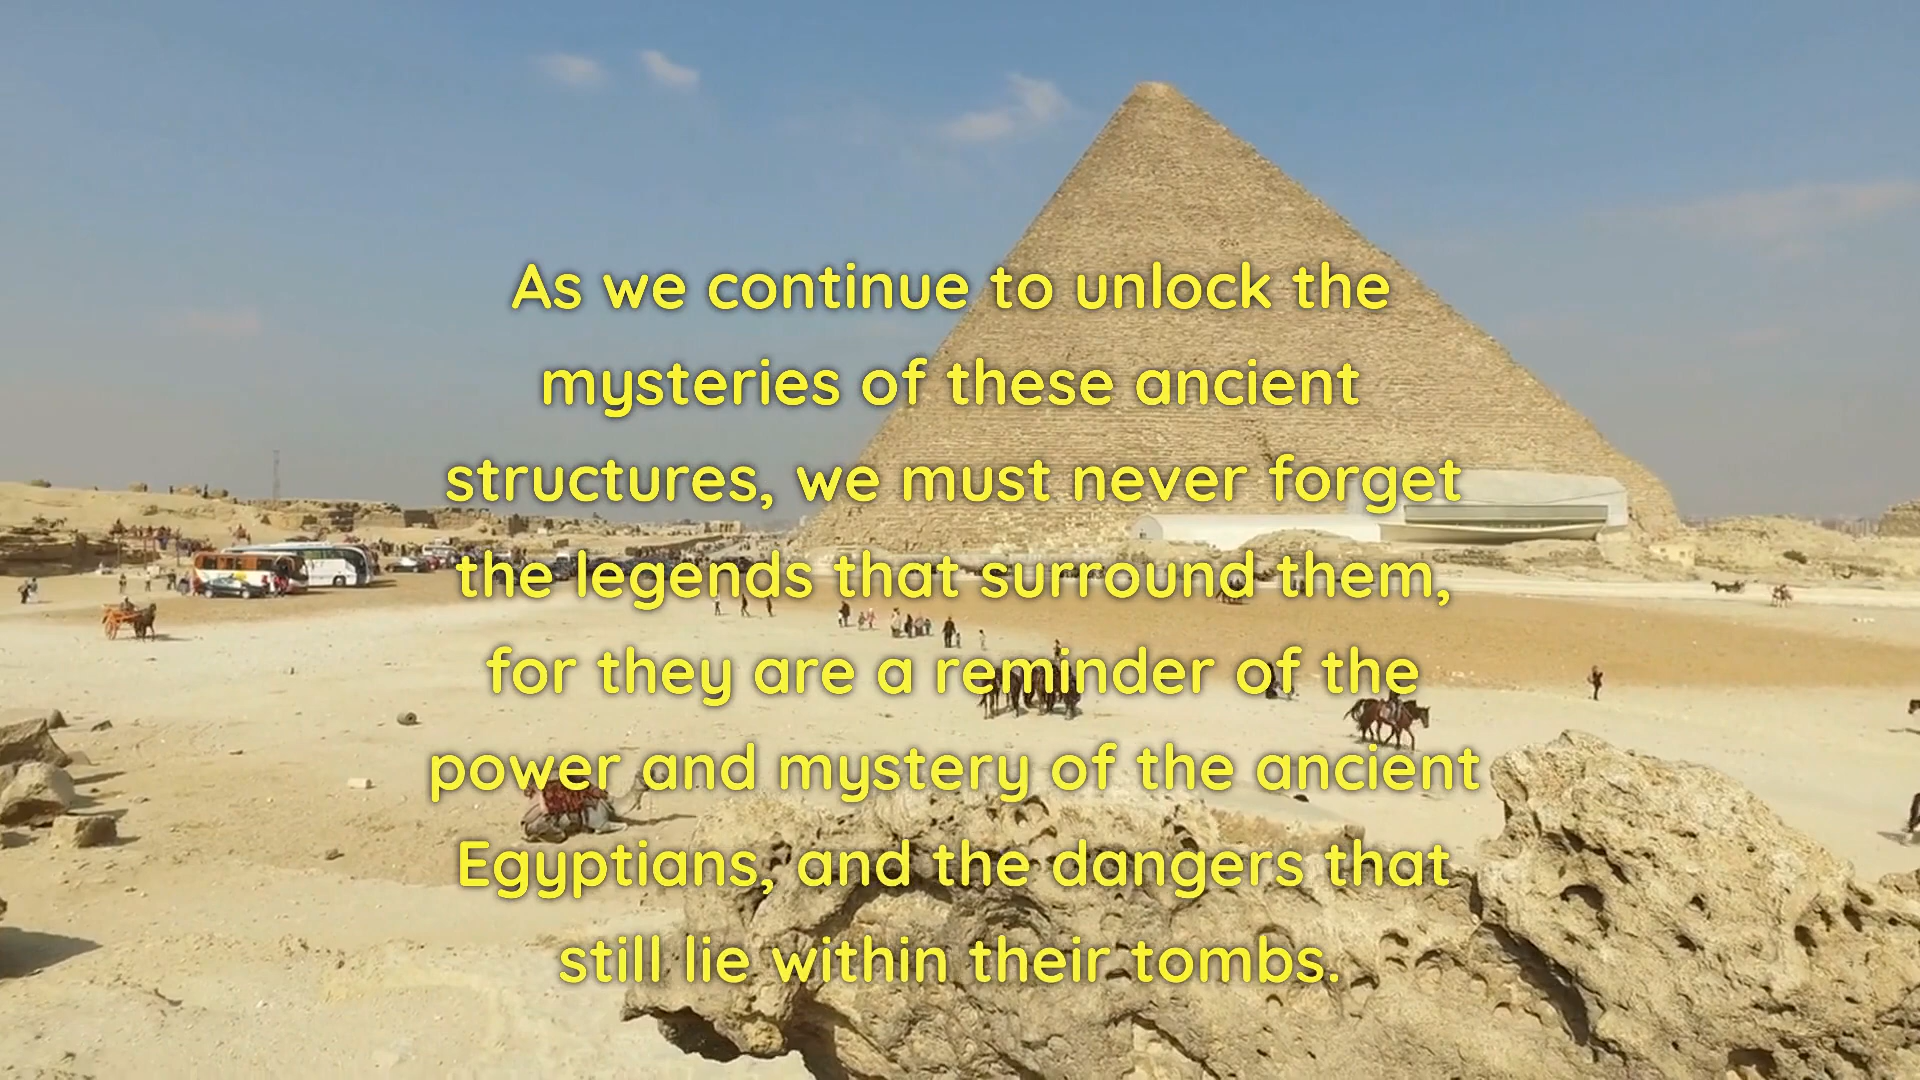 As we continue to unlock the
mysteries of these ancient
structures, we must never forget
the legends that surround them,
for they are a reminder of the
power and mystery of the ancient
Egyptians, and the dangers that
still lie within their tombs.